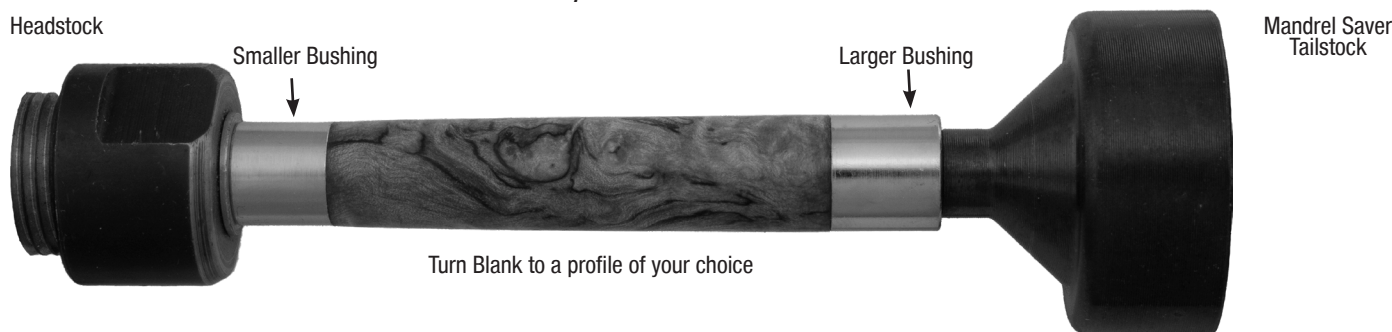 Headstock
Smaller Bushing
Larger Bushing
Mandrel Saver
Tailstock
Turn Blank to a profile of your choice